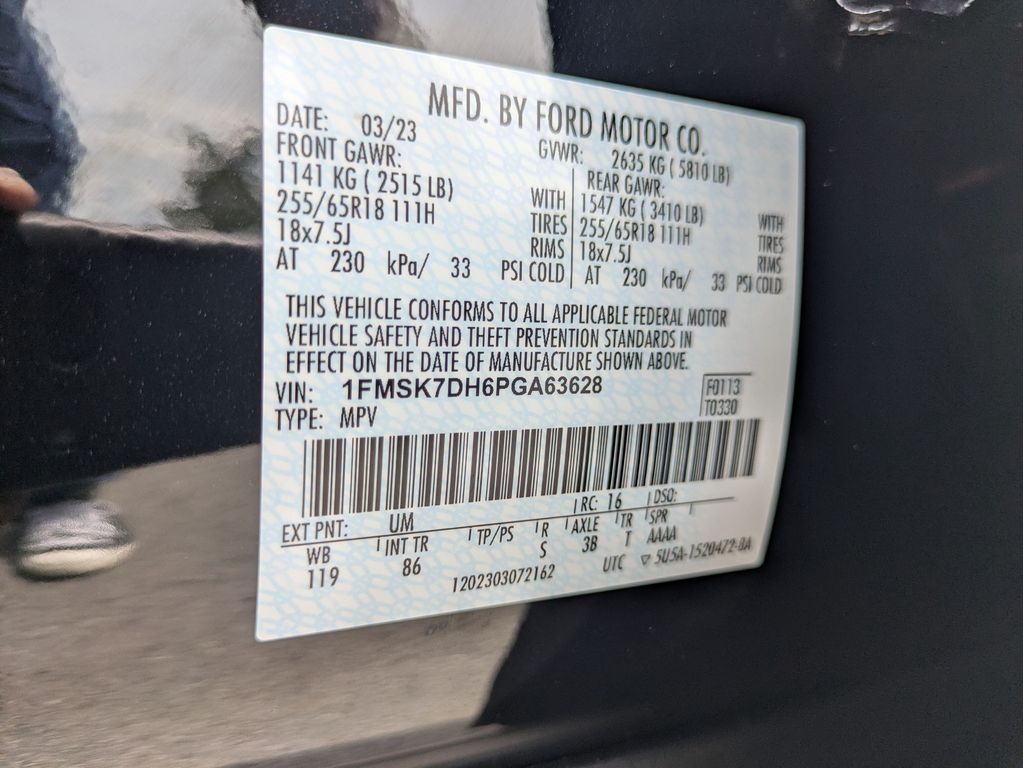 MFD. BY FORD MOTOR CO.
DATE: 03/23
GVWR: 2635 KG ( 5810 LB)
FRONT GAWR:
1141 KG ( 2515 LB)
WITH
255/65R18 111H
TIRES
18x7.5J
RIMS
AT 230 kPa/ 33 PSI COLD
REAR GAWR:
1547 KG ( 3410 LB)
WITH
255/65R18 111H
TIRES
18x7.5J
RIMS
AT 230 kPa/ 33 PSI COLD
THIS VEHICLE CONFORMS TO ALL APPLICABLE FEDERAL MOTOR
VEHICLE SAFETY AND THEFT PREVENTION STANDARDS IN
EFFECT ON THE DATE OF MANUFACTURE SHOWN ABOVE.
VIN: 1FMSK7DH6PGA63628
F0113
TYPE: MPV
T0330
EXT PNT: UM RC: 16 DSO:
WB INT TR TP/PS R AXLE TR SPR
119 86 S 3B T AAAA
1202303072162 UTC ▽ 5U5A-1520472-BA